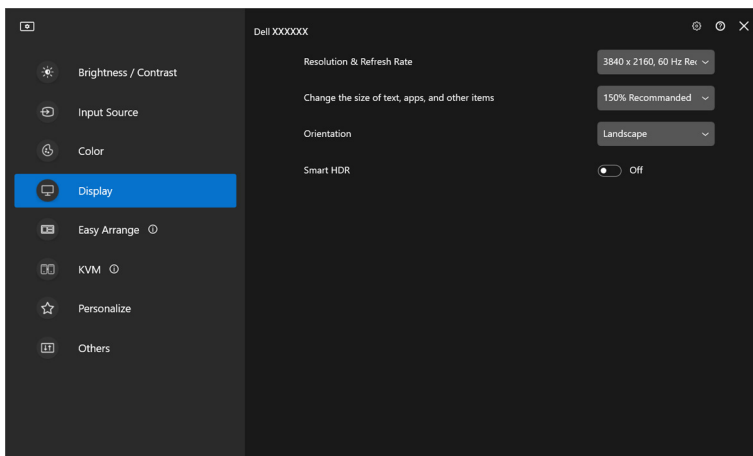 Dell XXXXXX
Brightness / Contrast
Input Source
Color
Display
Easy Arrange
KVM
Personalize
Others
Resolution & Refresh Rate
3840 x 2160, 60 Hz Rec
Change the size of text, apps, and other items
150% Recommanded
Orientation
Landscape
Smart HDR
Off